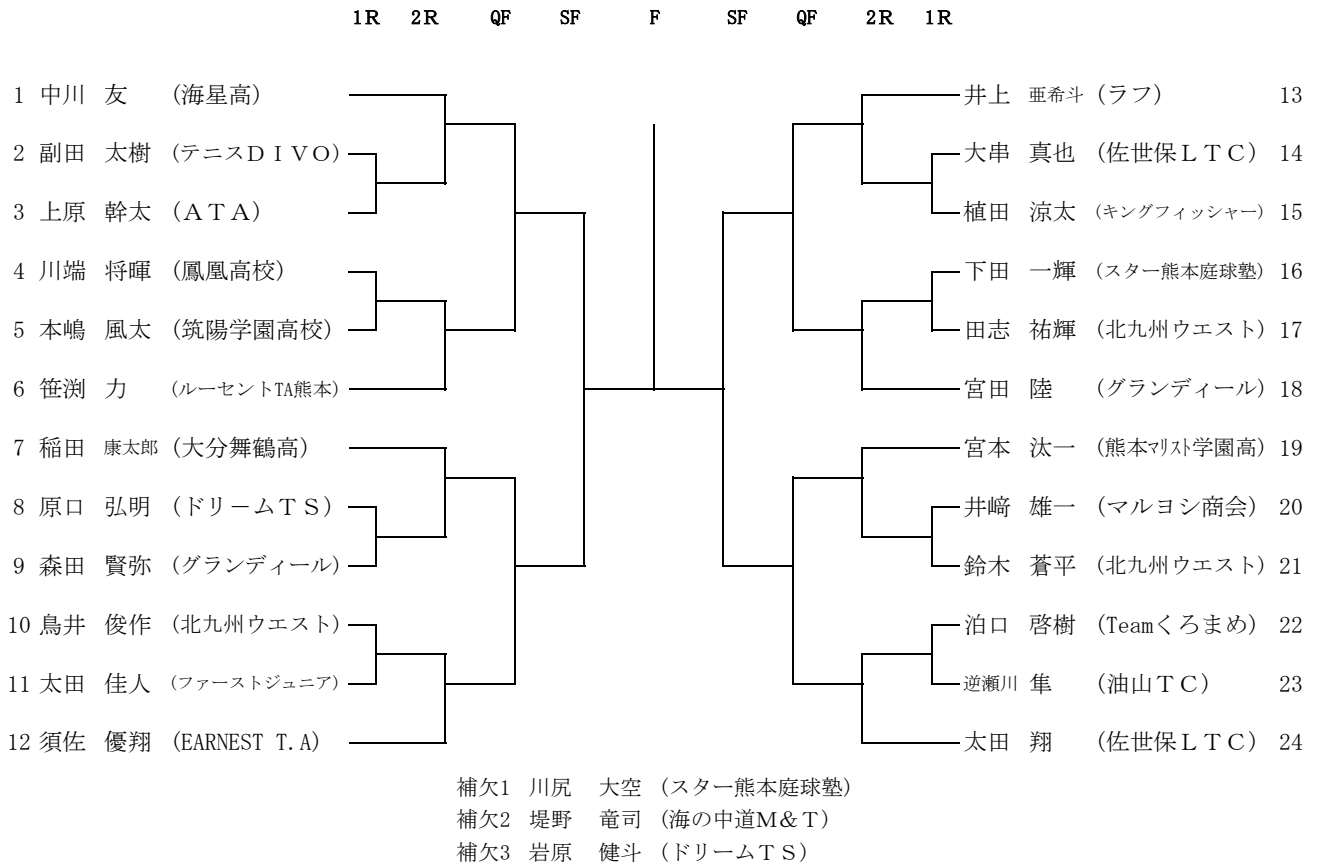 1R 2R QF SF F SF QF 2R 1R
1 中川 友 (海星高) 井上 亜希斗 (ラフ) 13
2 副田 太樹 (テニスDIVO) 大串 真也 (佐世保LTC) 14
3 上原 幹太 (ATA) 植田 涼太 (キングフィッシャー) 15
4 川端 将暉 (鳳凰高校) 下田 一輝 (スター熊本庭球塾) 16
5 本嶋 風太 (筑陽学園高校) 田志 祐輝 (北九州ウエスト) 17
6 笹渕 力 (ルーセントTA熊本) 宮田 陸 (グランディール) 18
7 稲田 康太郎 (大分舞鶴高) 宮本 汰一 (熊本マリスト学園高) 19
8 原口 弘明 (ドリームTS) 井﨑 雄一 (マルヨシ商会) 20
9 森田 賢弥 (グランディール) 鈴木 蒼平 (北九州ウエスト) 21
10 鳥井 俊作 (北九州ウエスト) 泊口 啓樹 (Teamくろまめ) 22
11 太田 佳人 (ファーストジュニア) 逆瀬川 隼 (油山TC) 23
12 須佐 優翔 (EARNEST T.A) 太田 翔 (佐世保LTC) 24
補欠1 川尻 大空 (スター熊本庭球塾)
補欠2 堤野 竜司 (海の中道M&T)
補欠3 岩原 健斗 (ドリームTS)